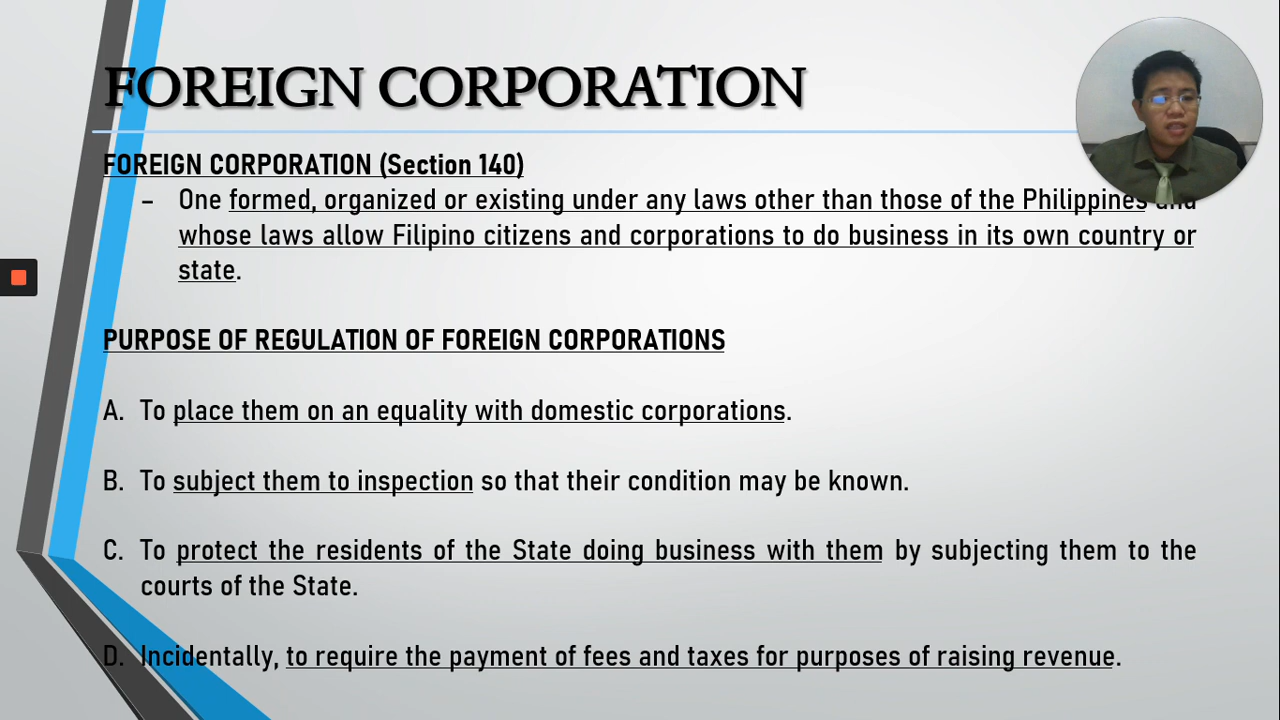 FOREIGN CORPORATION
FOREIGN CORPORATION (Section 140)
- One formed, organized or existing under any laws other than those of the Philippines and
whose laws allow Filipino citizens and corporations to do business in its own country or
state.
PURPOSE OF REGULATION OF FOREIGN CORPORATIONS
A. To place them on an equality with domestic corporations.
B. To subject them to inspection so that their condition may be known.
C. To protect the residents of the State doing business with them by subjecting them to the
courts of the State.
D. Incidentally, to require the payment of fees and taxes for purposes of raising revenue.